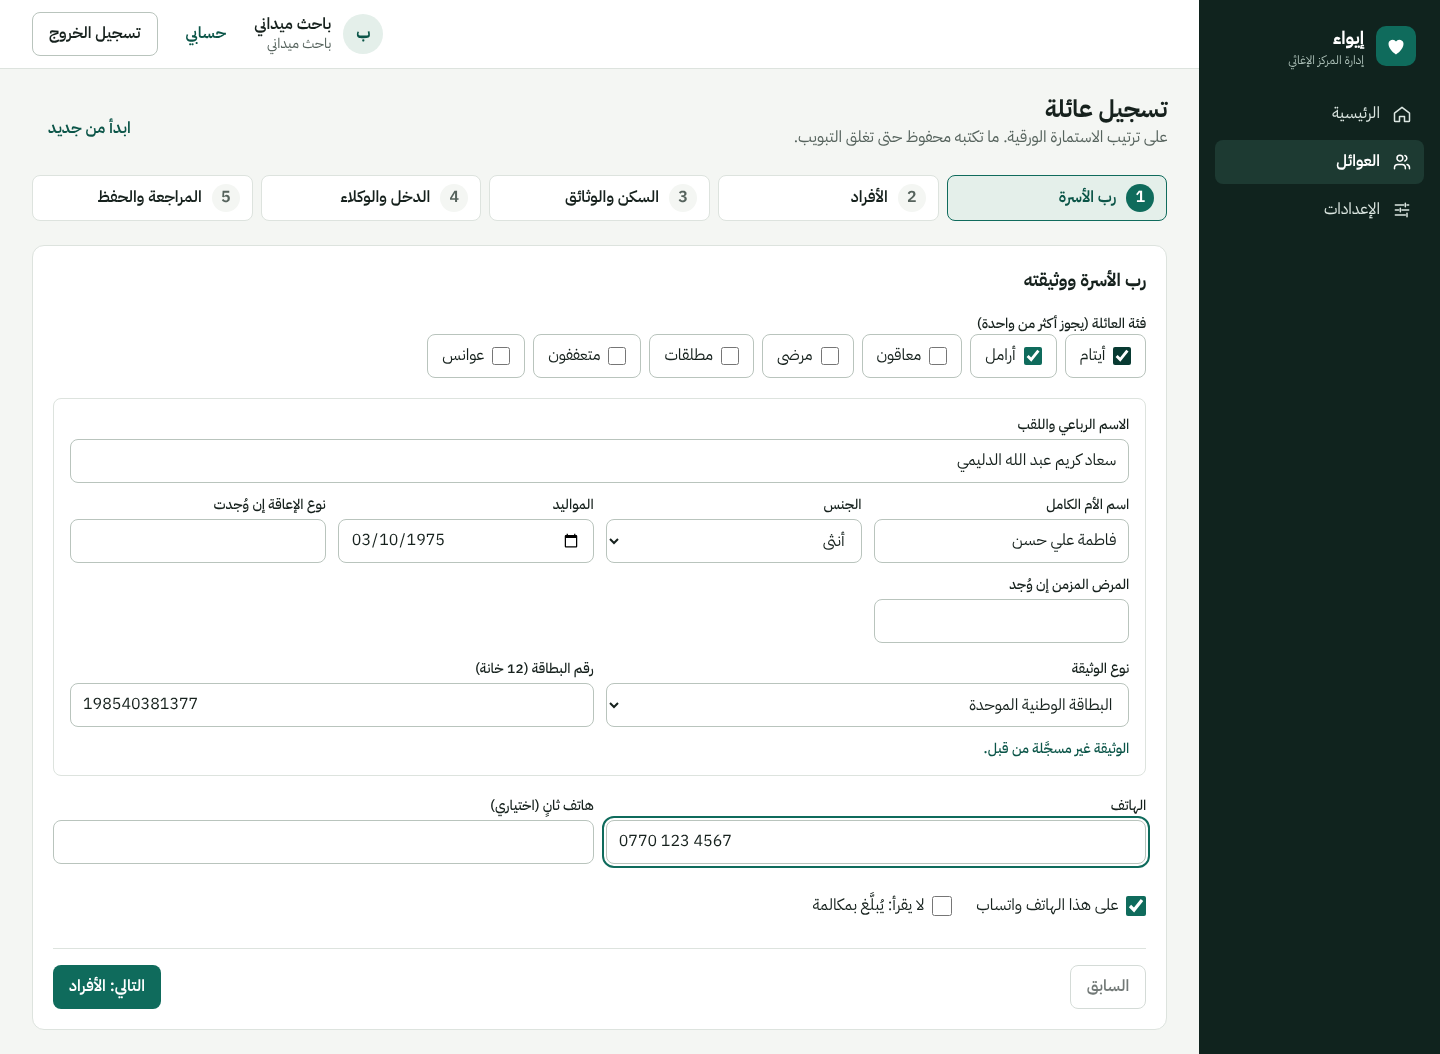 إيواء
إدارة المركز الإغاثي
الرئيسية
العوائل
الإعدادات
ب
باحث ميداني
باحث ميداني
حسابي
تسجيل الخروج
تسجيل عائلة
على ترتيب الاستمارة الورقية. ما تكتبه محفوظ حتى تغلق التبويب.
ابدأ من جديد
1 رب الأسرة
2 الأفراد
3 السكن والوثائق
4 الدخل والوكلاء
5 المراجعة والحفظ
رب الأسرة ووثيقته
فئة العائلة (يجوز أكثر من واحدة)
أيتام
أرامل
معاقون
مرضى
مطلقات
متعففون
عوانس
الاسم الرباعي واللقب
سعاد كريم عبد الله الدليمي
اسم الأم الكامل
الجنس
المواليد
نوع الإعاقة إن وُجدت
فاطمة علي حسن
أنثى
03/10/1975
المرض المزمن إن وُجد
نوع الوثيقة
رقم البطاقة (12 خانة)
البطاقة الوطنية الموحدة
198540381377
الوثيقة غير مسجَّلة من قبل.
الهاتف
هاتف ثانٍ (اختياري)
0770 123 4567
على هذا الهاتف واتساب
لا يقرأ: يُبلَّغ بمكالمة
السابق
التالي: الأفراد